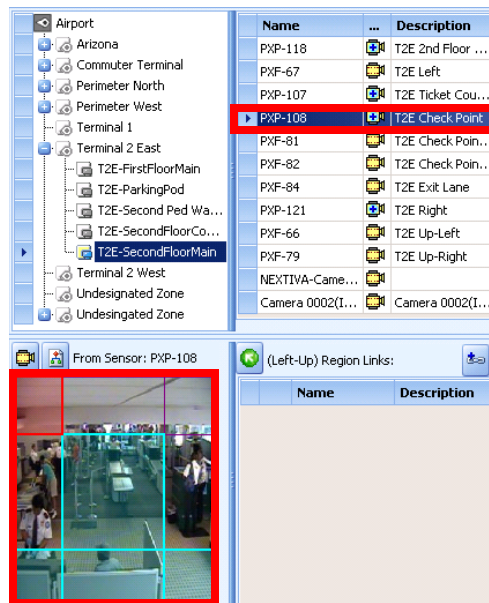 Airport
Arizona
Commuter Terminal
Perimeter North
Perimeter West
Terminal 1
Terminal 2 East
T2E-FirstFloorMain
T2E-ParkingPod
T2E-Second Ped Wa...
T2E-SecondFloorCo...
T2E-SecondFloorMain
Terminal 2 West
Undesignated Zone
Undesingated Zone
Name ... Description
PXP-118 T2E 2nd Floor ...
PXF-67 T2E Left
PXP-107 T2E Ticket Cou...
PXP-108 T2E Check Point
PXF-81 T2E Check Poin...
PXF-82 T2E Check Poin...
PXF-84 T2E Exit Lane
PXP-121 T2E Right
PXF-66 T2E Up-Left
PXF-79 T2E Up-Right
NEXTIVA-Came...
Camera 0002(I... Camera 0002(I...
From Sensor: PXP-108
(Left-Up) Region Links:
Name Description